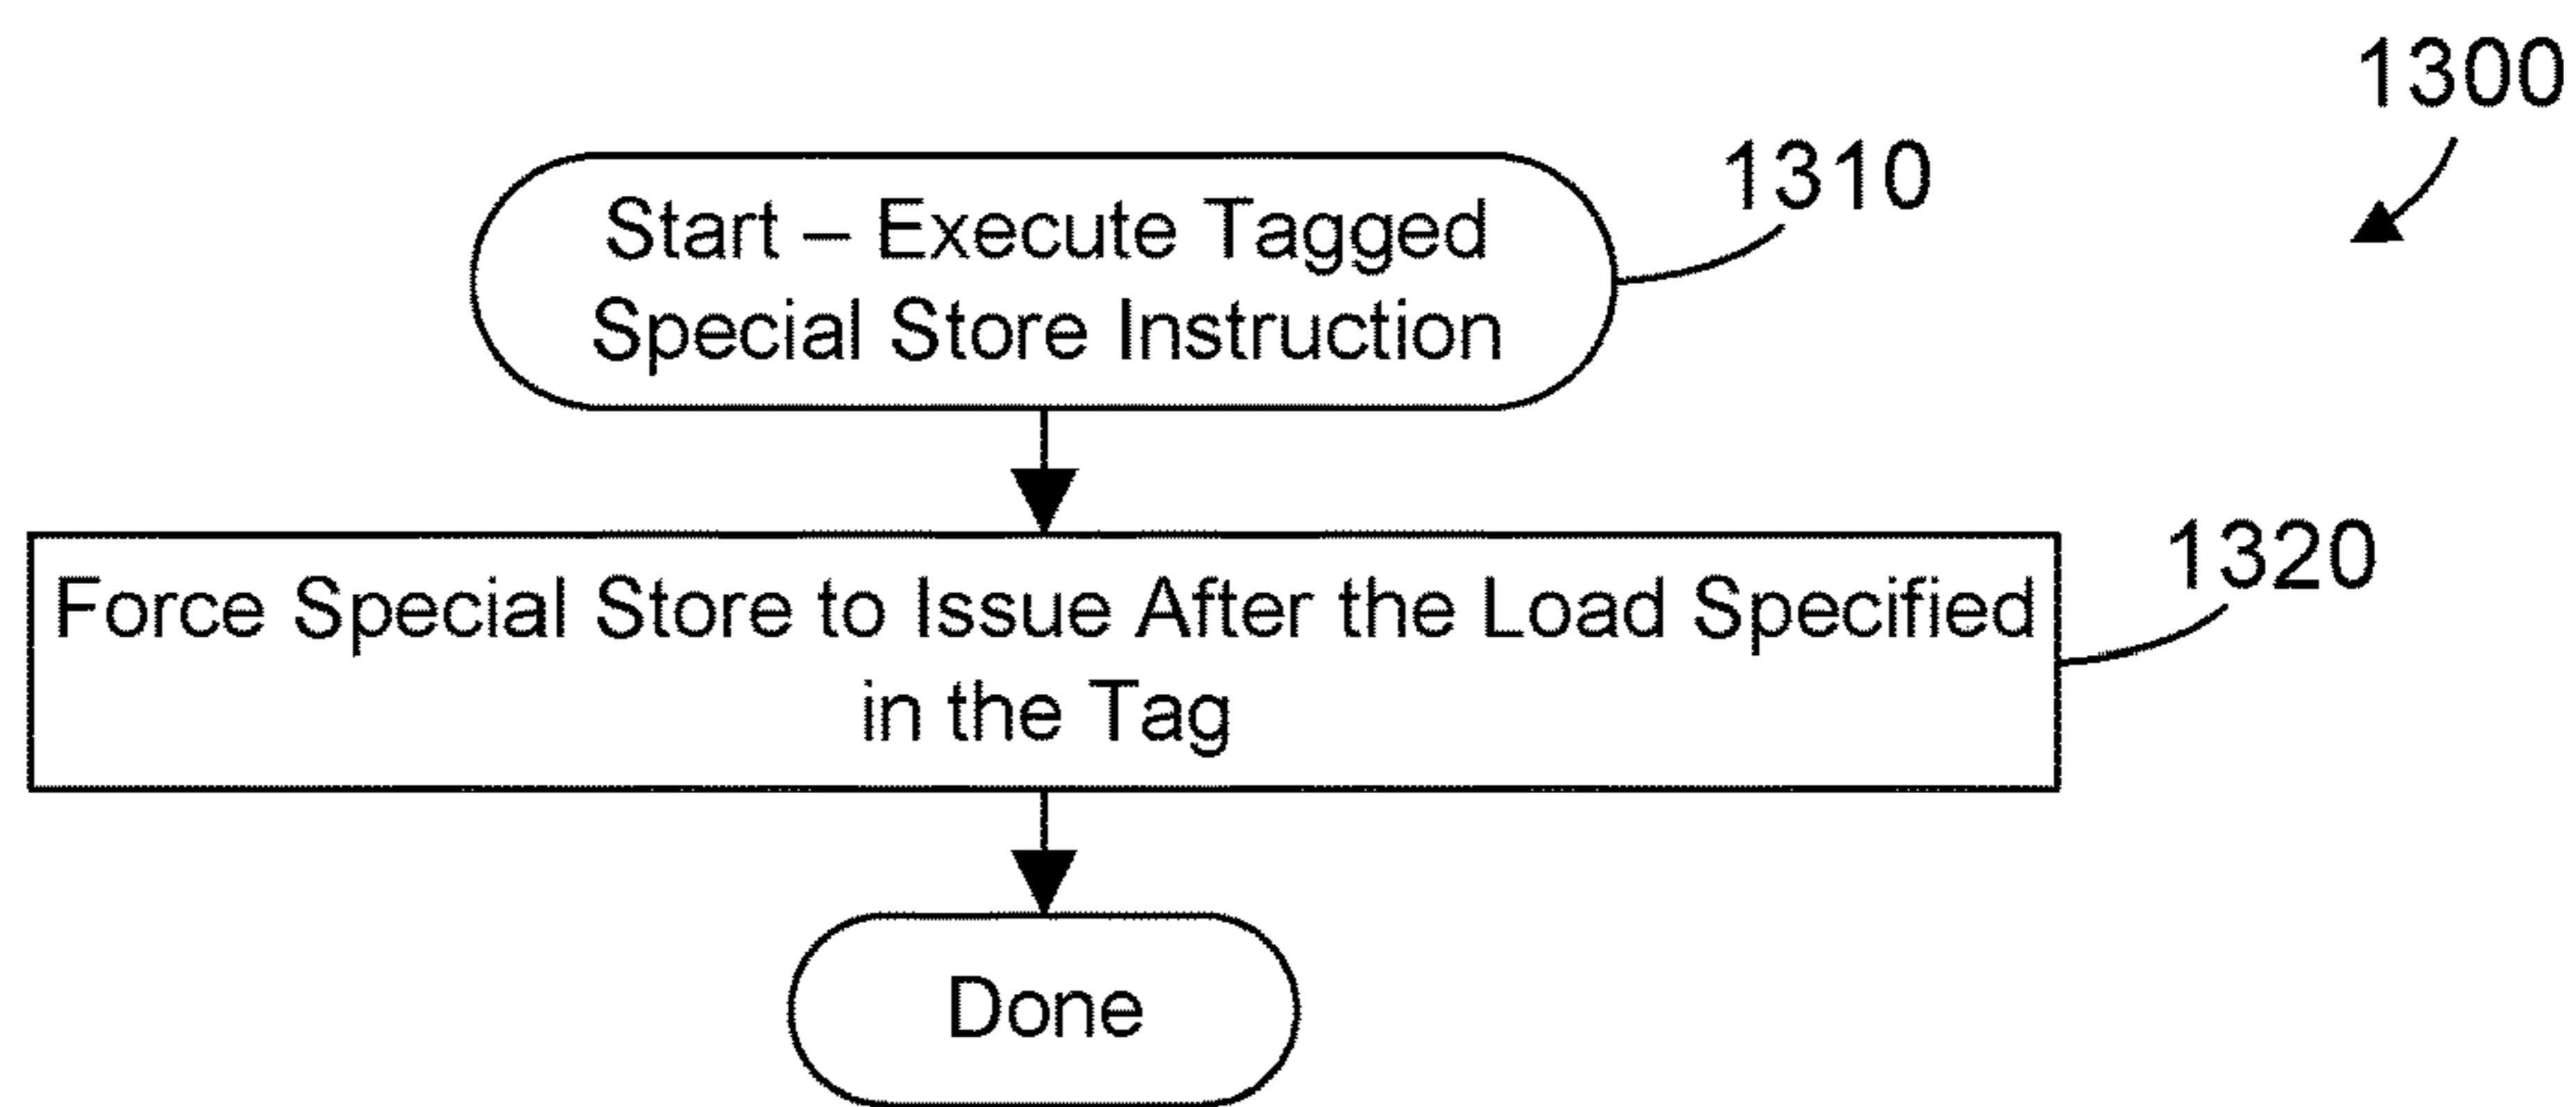 1300
1310
Start – Execute Tagged
Special Store Instruction
1320
Force Special Store to Issue After the Load Specified
in the Tag
Done